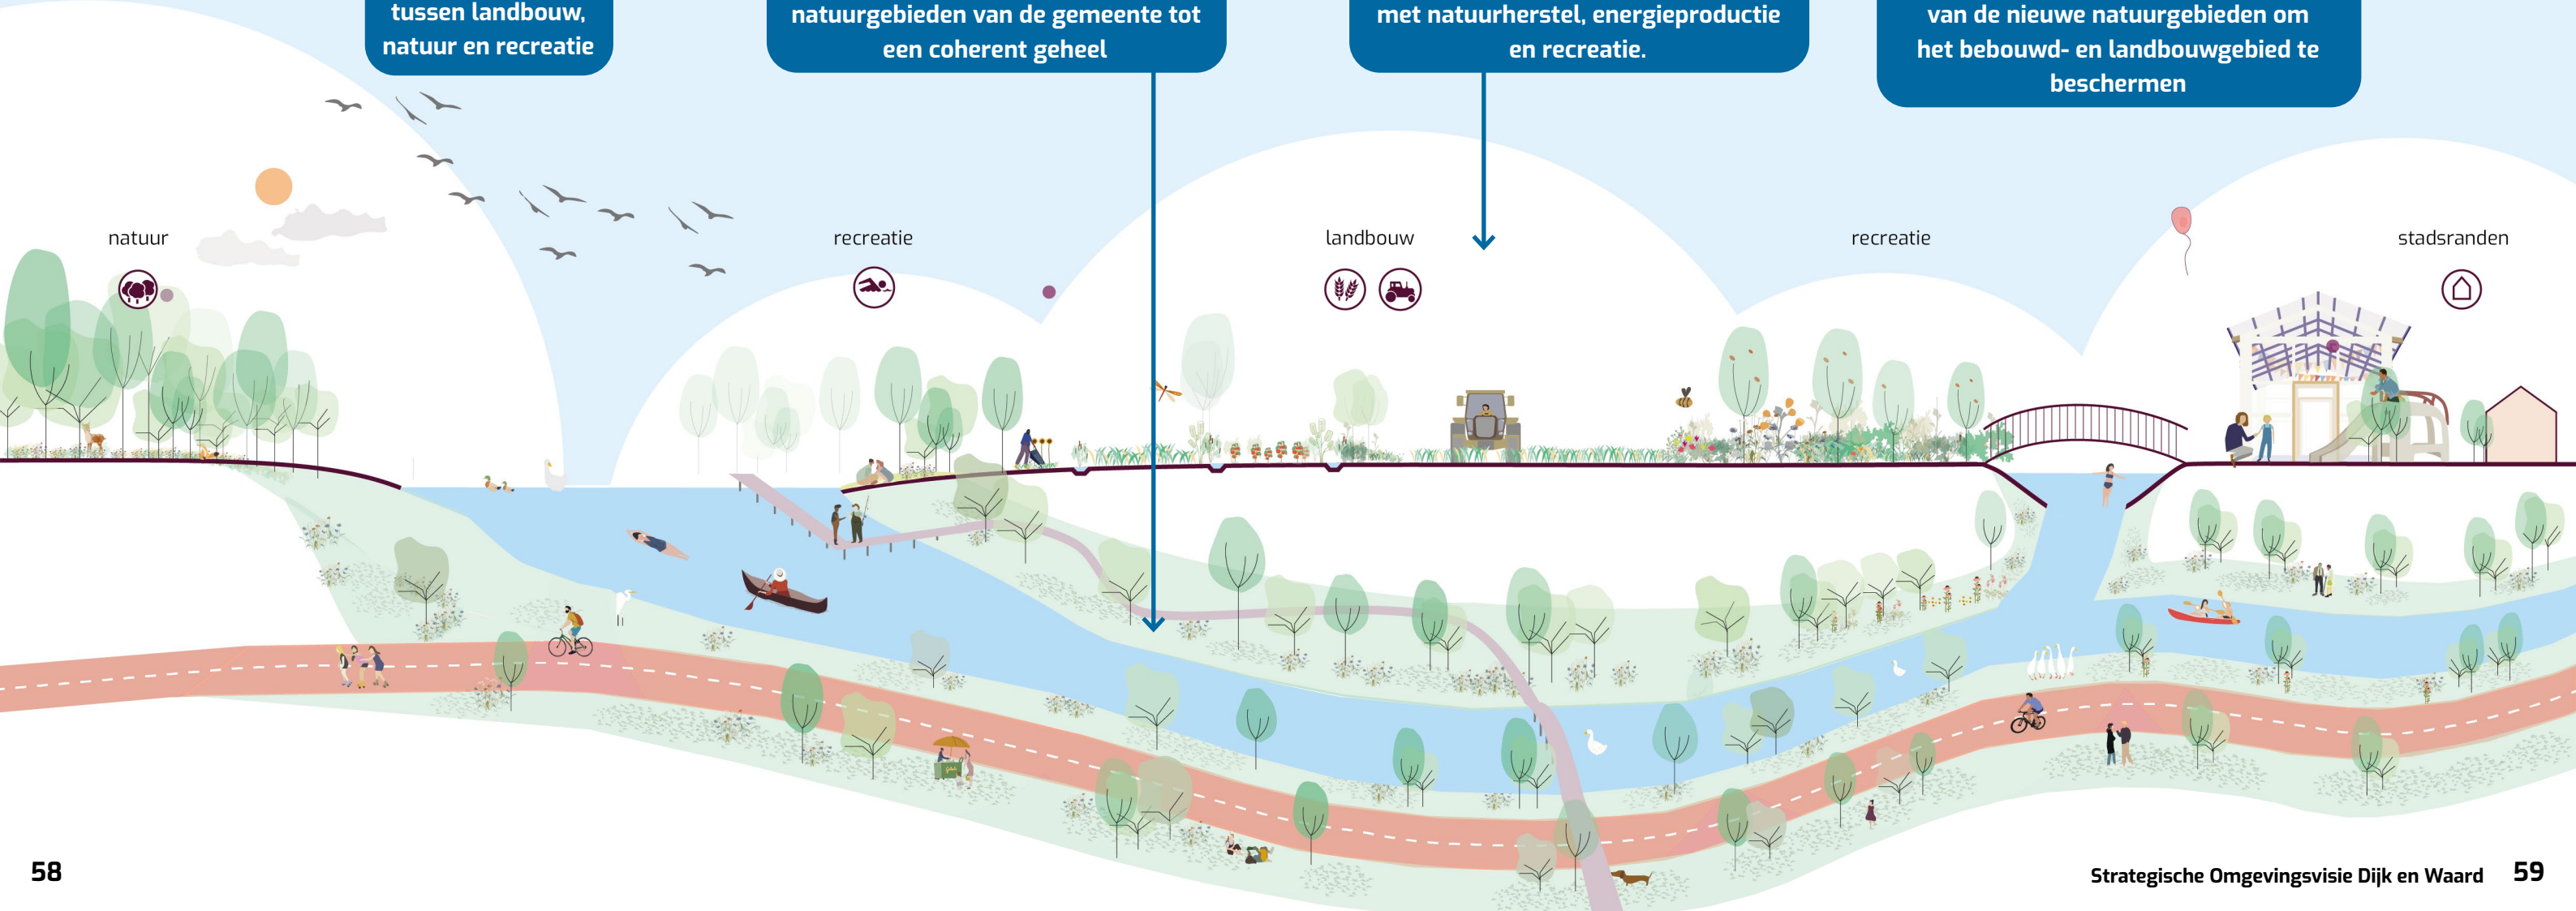 tussen landbouw,
natuur en recreatie
natuurgebieden van de gemeente tot
een coherent geheel
met natuurherstel, energieproductie
en recreatie.
van de nieuwe natuurgebieden om
het bebouwd- en landbouwgebied te
beschermen
natuur
recreatie
landbouw
recreatie
stadsranden
58
Strategische Omgevingsvisie Dijk en Waard 59